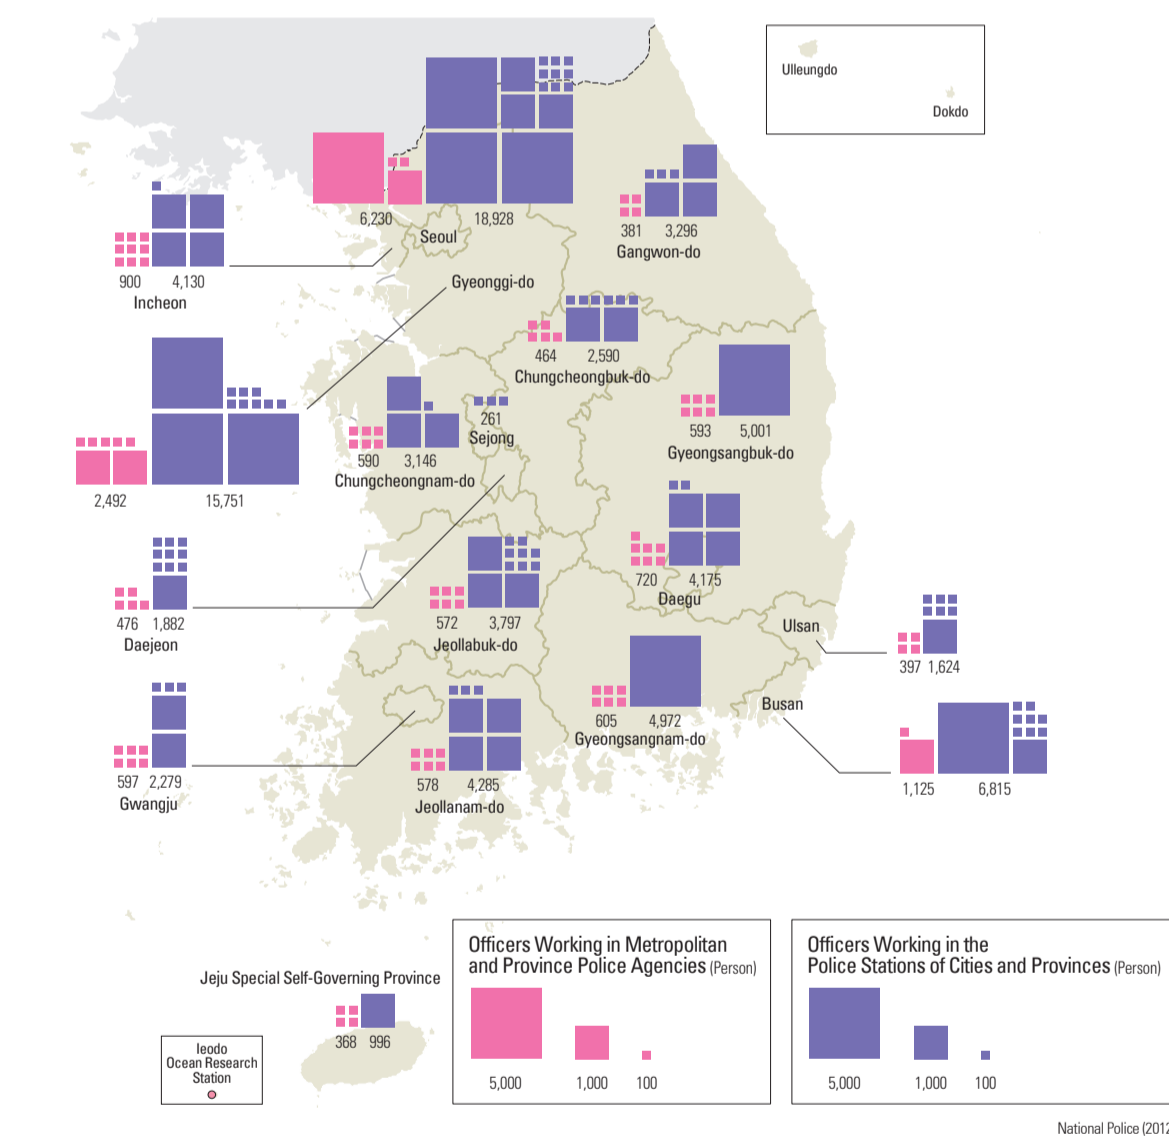 Ulleungdo
Dokdo
6,230 18,928
Seoul
381 3,296
Gangwon-do
900 4,130
Incheon
Gyeonggi-do
464 2,590
Chungcheongbuk-do
261
Sejong
593 5,001
Gyeongsangbuk-do
590 3,146
Chungcheongnam-do
2,492 15,751
720 4,175
Daegu
476 1,882
Daejeon
572 3,797
Jeollabuk-do
Ulsan
397 1,624
Busan
605 4,972
Gyeongsangnam-do
597 2,279
Gwangju
578 4,285
Jeollanam-do
1,125 6,815
Jeju Special Self-Governing Province
368 996
Ieodo
Ocean Research
Station
Officers Working in Metropolitan
and Province Police Agencies (Person)
5,000 1,000 100
Officers Working in the
Police Stations of Cities and Provinces (Person)
5,000 1,000 100
National Police (2012